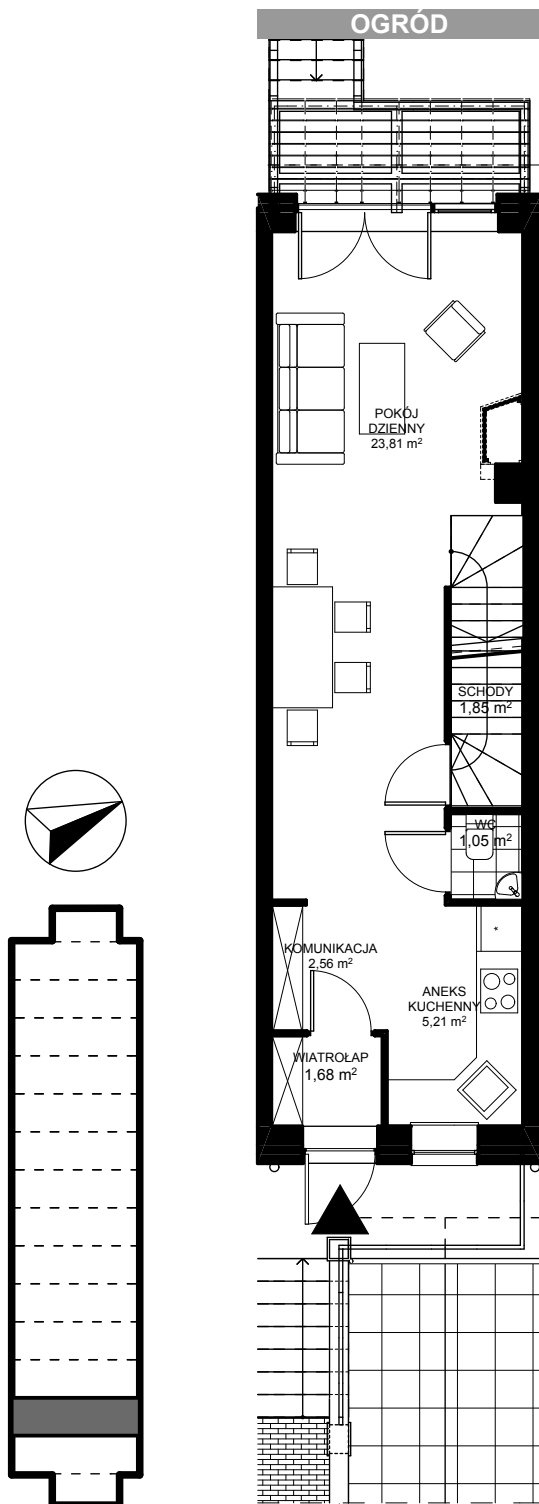 OGRÓD
POKÓJ
DZIENNY
23,81 m²
SCHODY
1,85 m²
WC
1,05 m²
KOMUNIKACJA
2,56 m²
ANEKS
KUCHENNY
5,21 m²
WIATROŁAP
1,68 m²